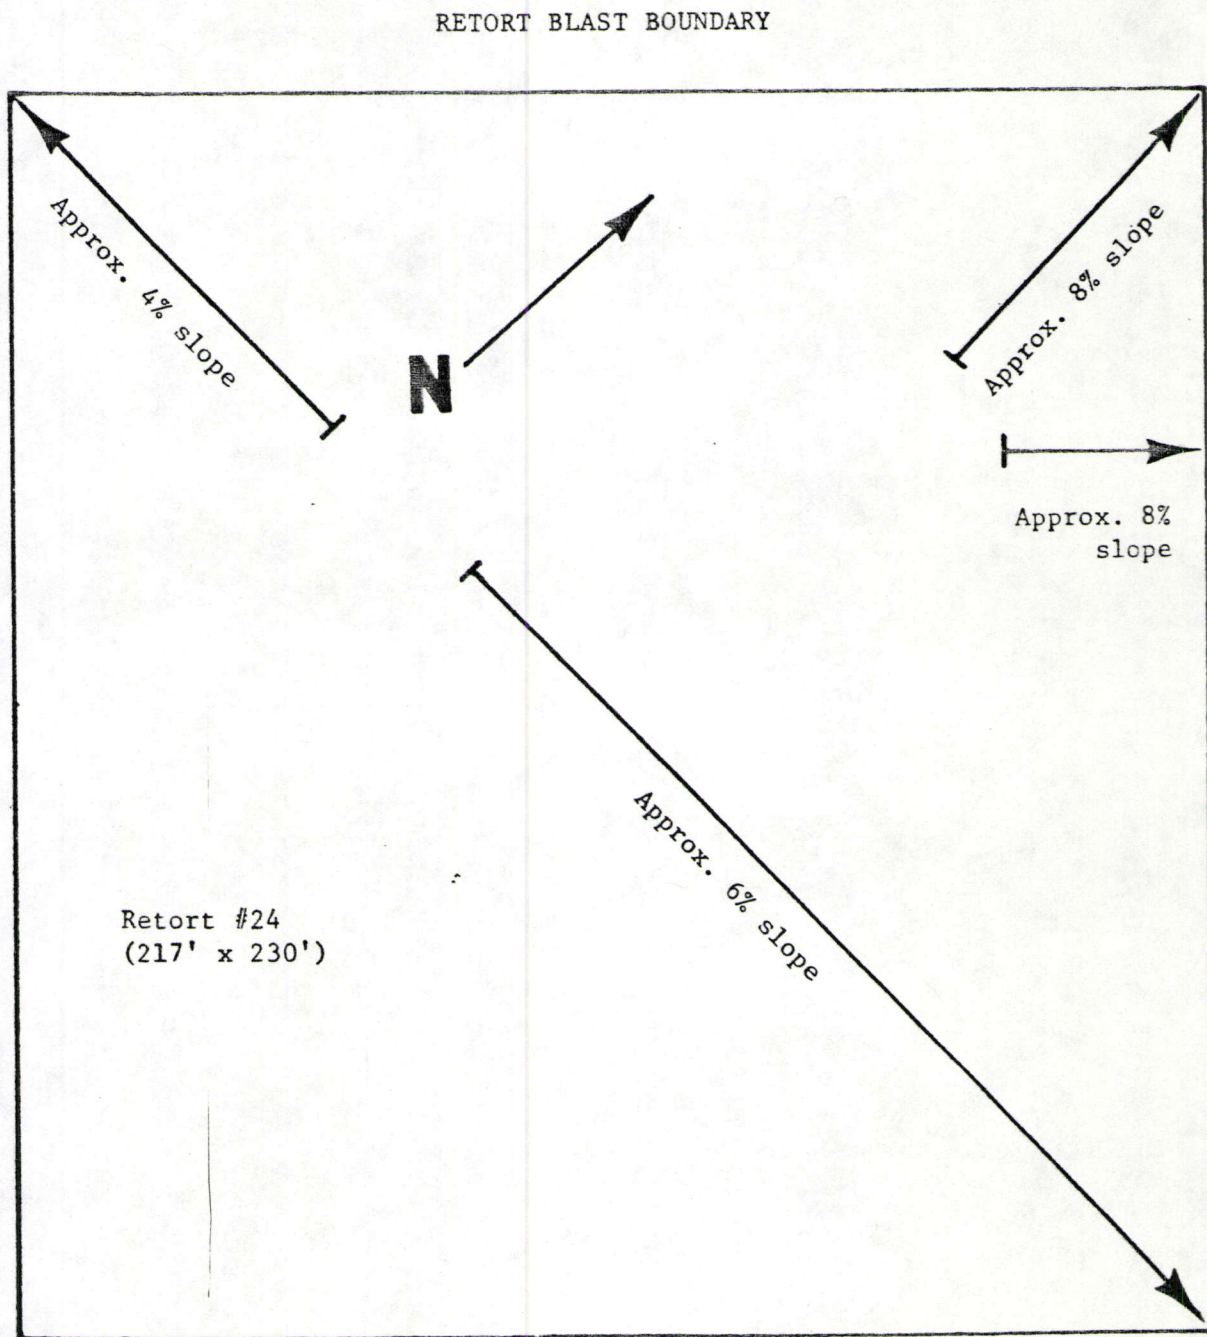 RETORT BLAST BOUNDARY
Approx. 4% slope
N
Approx. 8% slope
Approx. 8%
slope
Approx. 6% slope
Retort #24
(217' x 230')